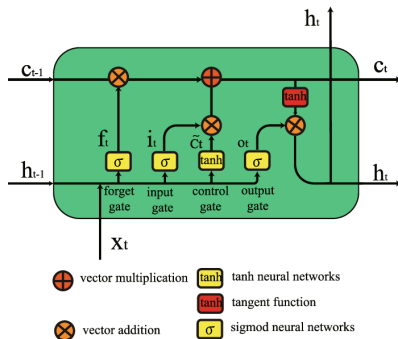 hₜ
cₜ₋₁
cₜ
tanh
fₜ
iₜ
c̃ₜ
oₜ
σ
σ
tanh
σ
hₜ₋₁
hₜ
forget gate
input gate
control gate
output gate
xₜ
vector multiplication
tanh
tanh neural networks
tanh
tangent function
vector addition
σ
sigmod neural networks